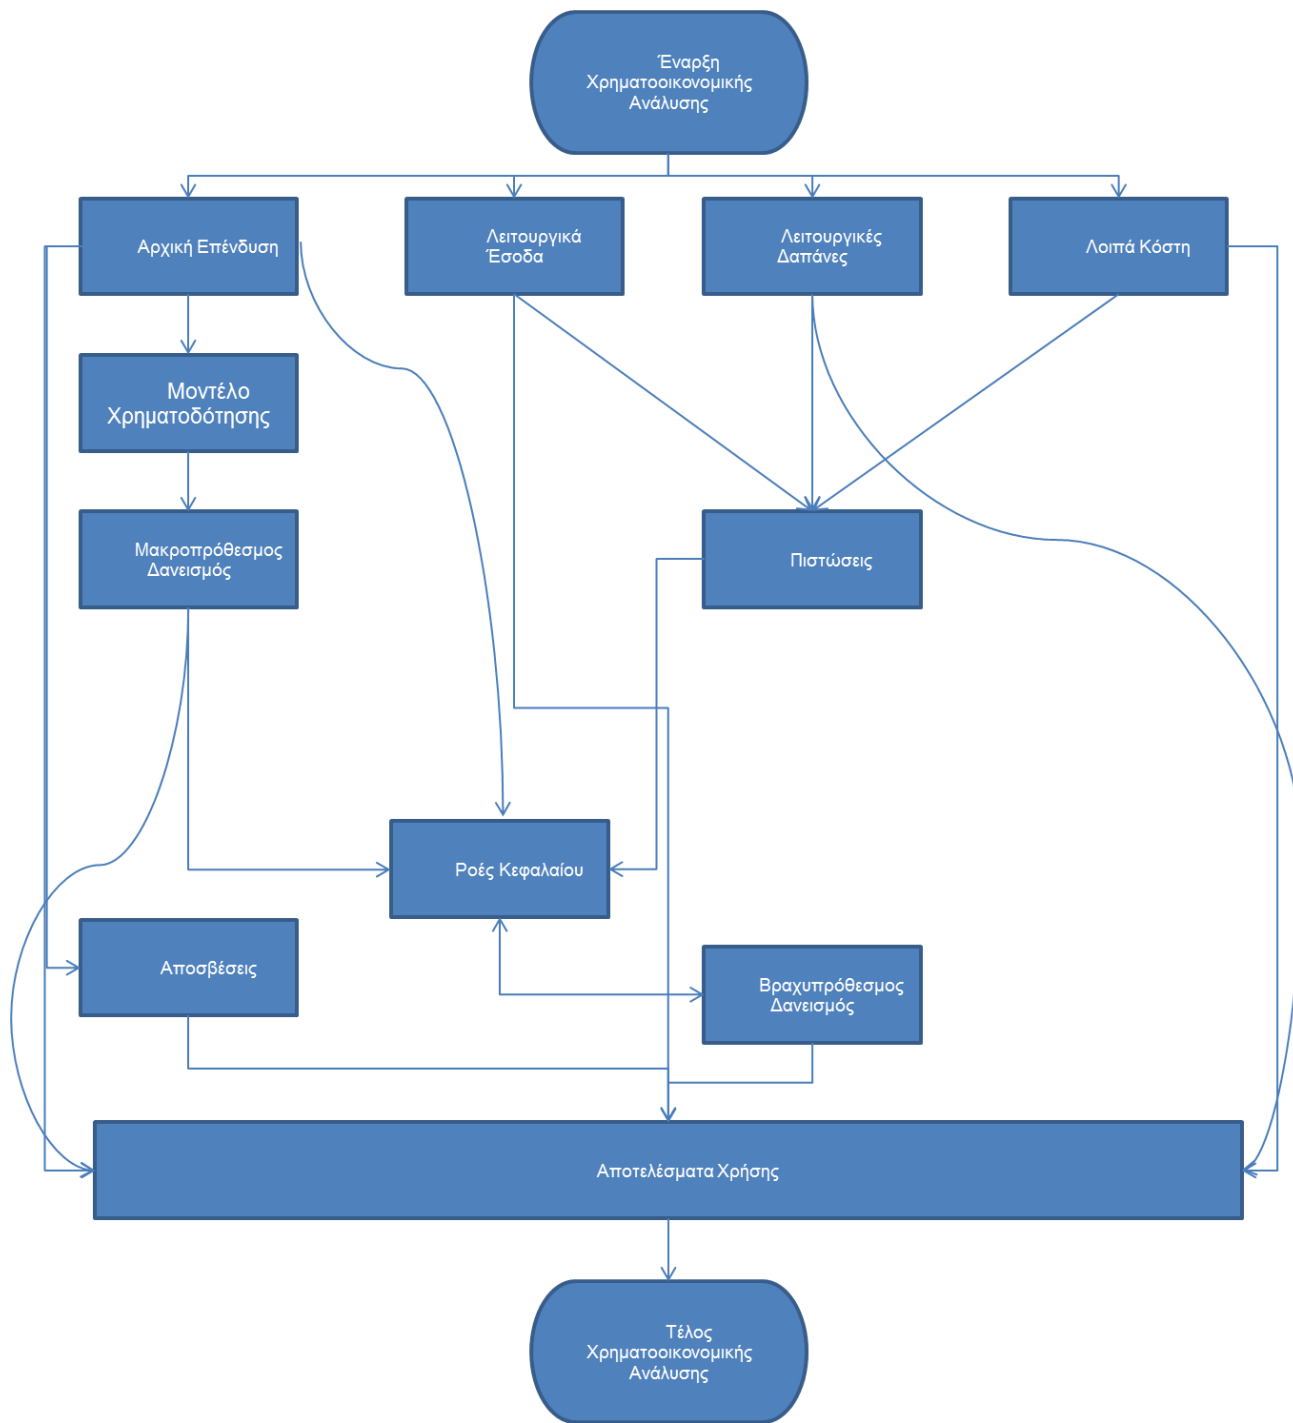 Έναρξη
Χρηματοοικονομικής
Ανάλυσης
Αρχική Επένδυση
Λειτουργικά
Έσοδα
Λειτουργικές
Δαπάνες
Λοιπά Κόστη
Μοντέλο
Χρηματοδότησης
Μακροπρόθεσμος
Δανεισμός
Πιστώσεις
Ροές Κεφαλαίου
Αποσβέσεις
Βραχυπρόθεσμος
Δανεισμός
Αποτελέσματα Χρήσης
Τέλος
Χρηματοοικονομικής
Ανάλυσης